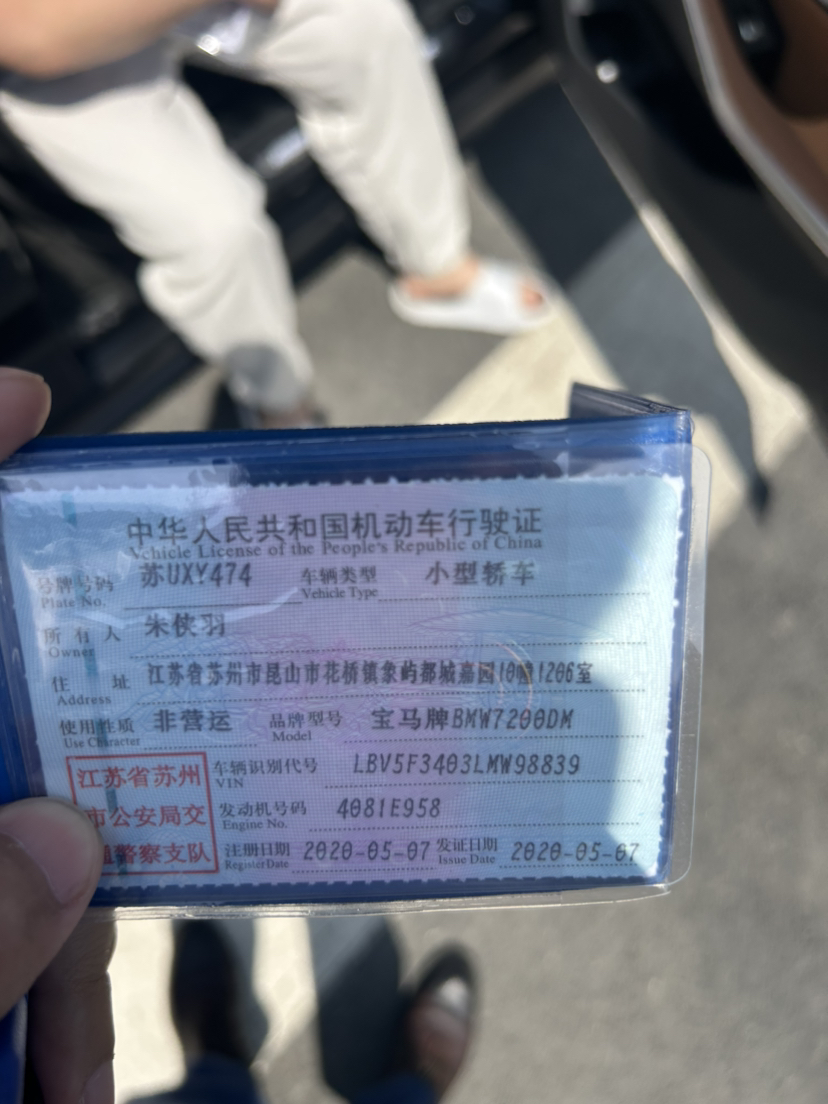 中华人民共和国机动车行驶证
Vehicle License of the People's Republic of China
号牌号码 苏UXY474 车辆类型 小型轿车
Plate No. Vehicle Type
所有人 朱侠羽
Owner
住址 江苏省苏州市昆山市花桥镇象屿都城嘉园10幢1206室
Address
使用性质 非营运 品牌型号 宝马牌BMW7200DM
Use Character Model
江苏省苏州 车辆识别代号 LBV5F3403LMW98839
VIN
市公安局交 发动机号码 4081E958
Engine No.
通警察支队 注册日期 2020-05-07 发证日期 2020-05-07
Register Date Issue Date